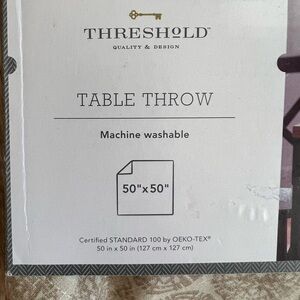 THRESHOLD™
QUALITY & DESIGN
TABLE THROW
Machine washable
50"x50"
Certified STANDARD 100 by OEKO-TEX®
50 in x 50 in (127 cm x 127 cm)